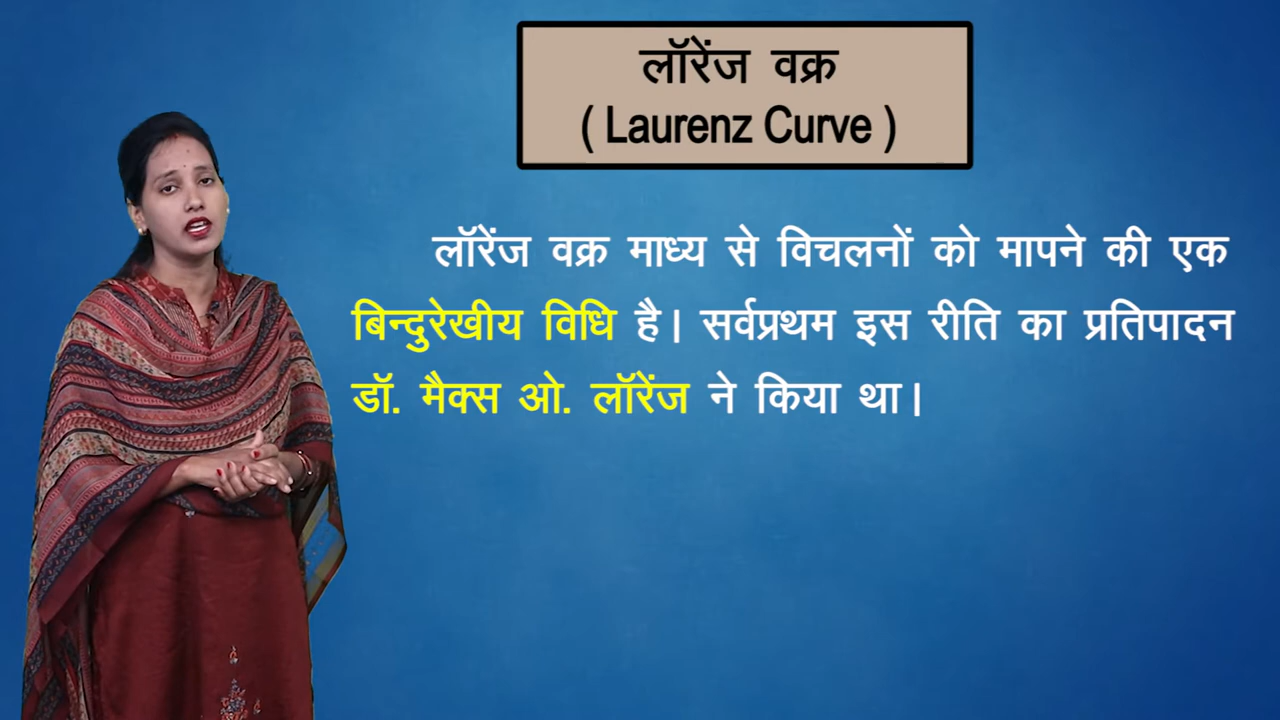 लॉरेंज वक्र
( Laurenz Curve )
लॉरेंज वक्र माध्य से विचलनों को मापने की एक
बिन्दुरेखीय विधि है। सर्वप्रथम इस रीति का प्रतिपादन
डॉ. मैक्स ओ. लॉरेंज ने किया था।